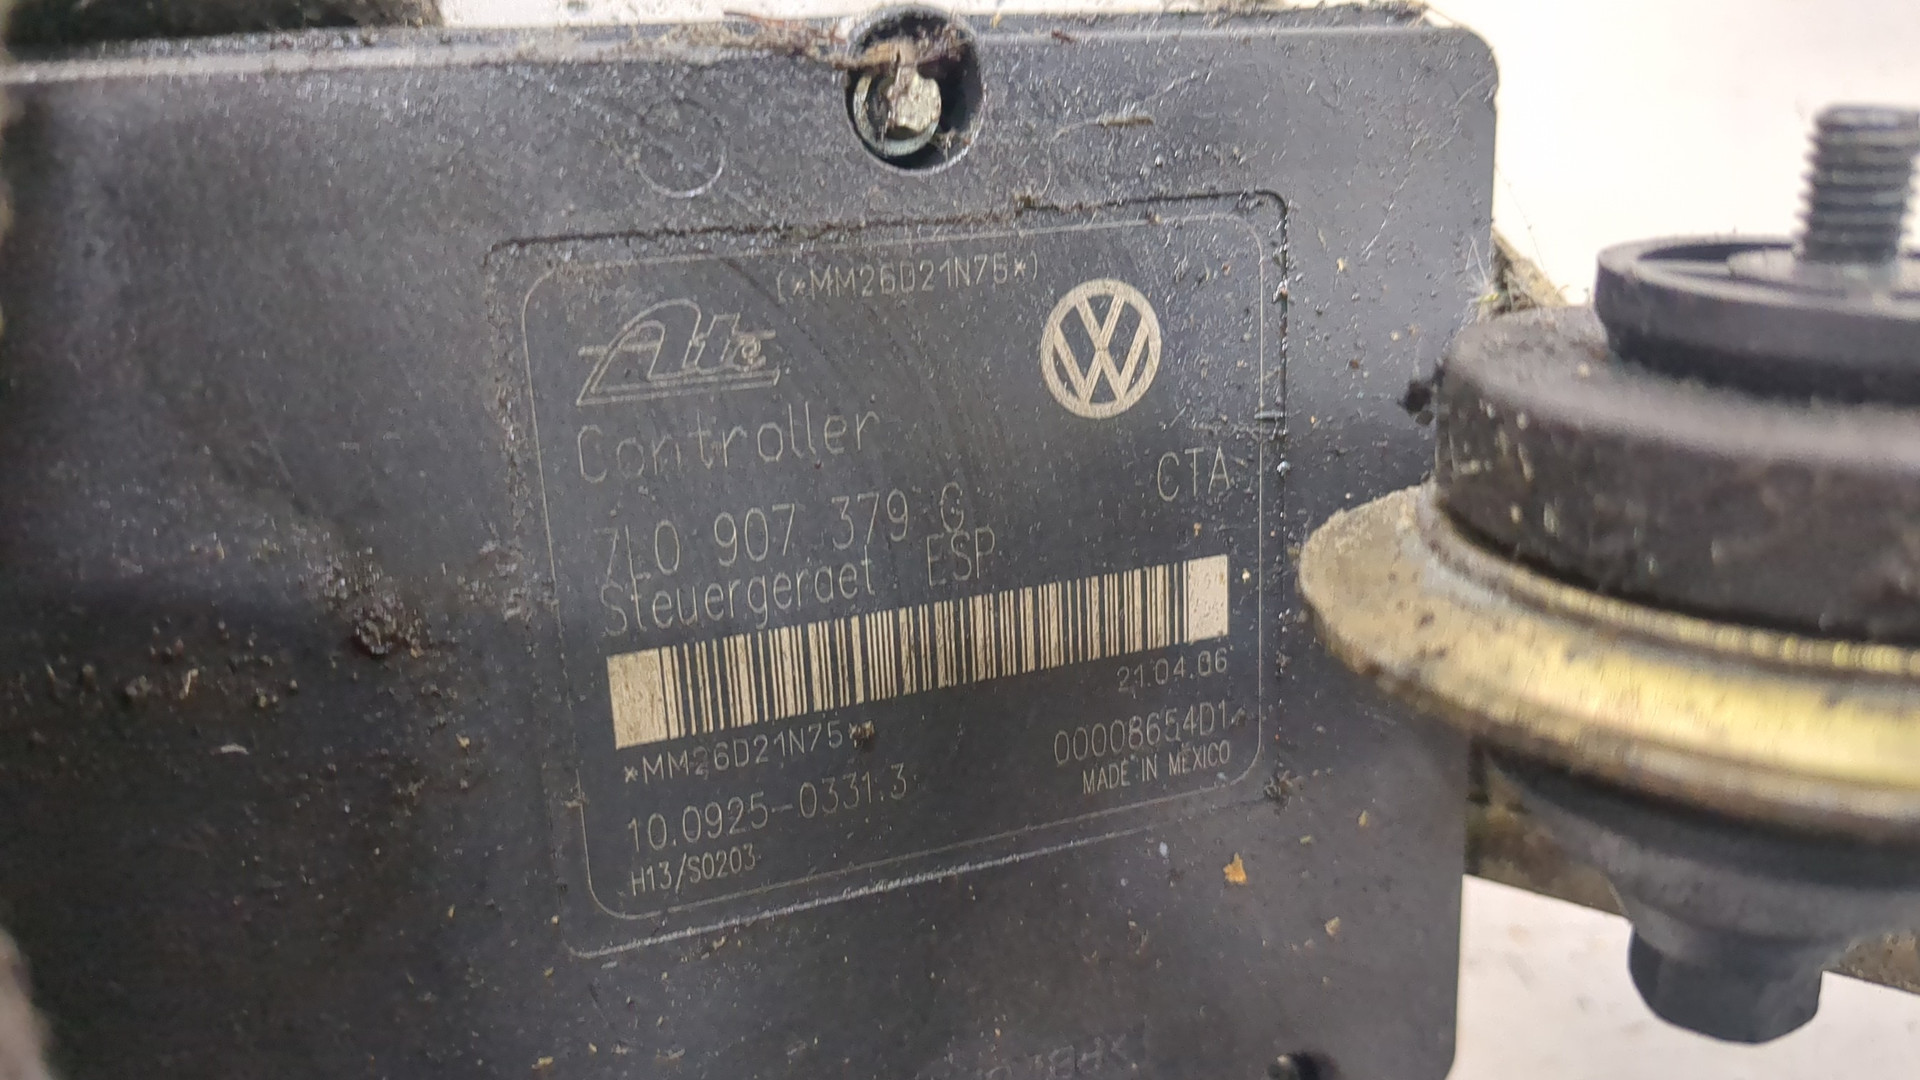 (*MM26D21N75*)
Ate
Controller
CTA
7L0 907 379 G
Steuergeraet ESP
21.04.06
*MM26D21N75*
00008654D1
MADE IN MEXICO
10.0925-0331.3
H13/S0203